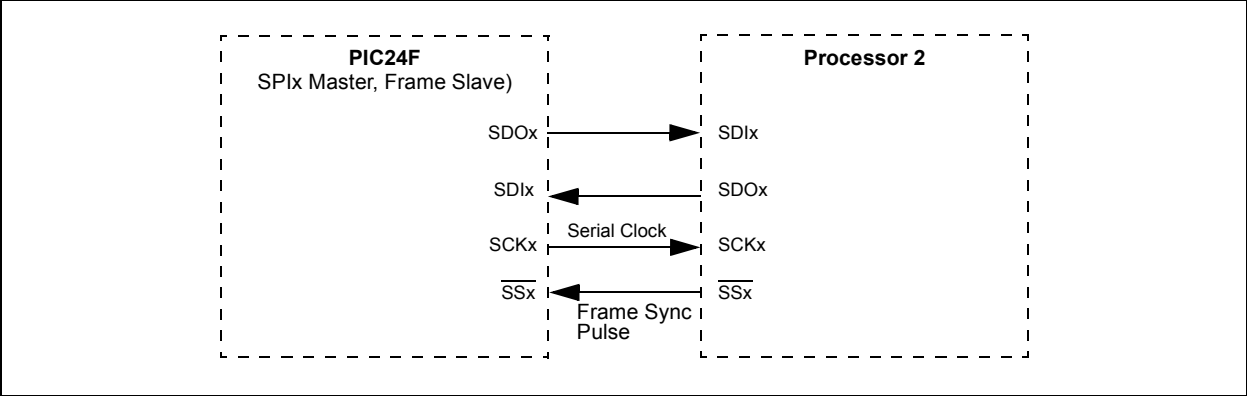 PIC24F
SPIx Master, Frame Slave)
Processor 2
SDOx
SDIx
SDIx
SDOx
Serial Clock
SCKx
SCKx
SSx
SSx
Frame Sync
Pulse